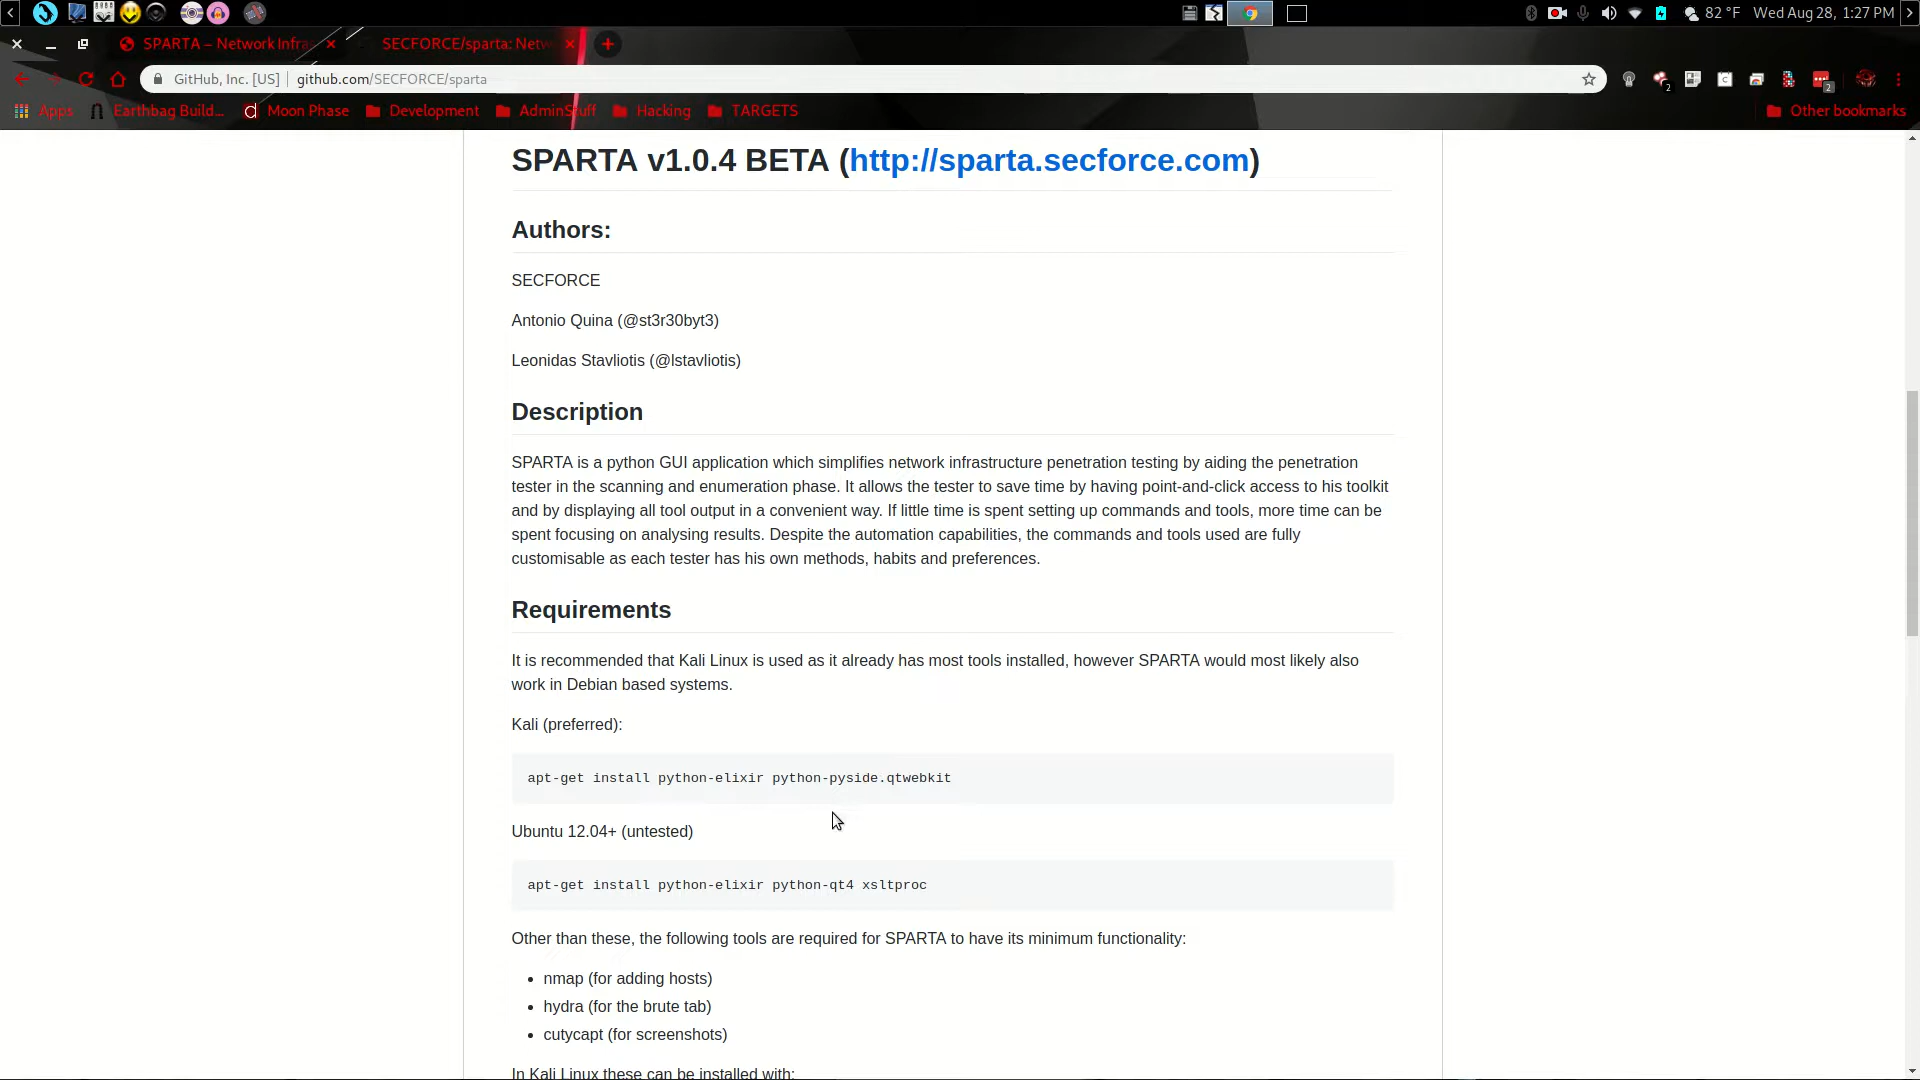 82 °F
Wed Aug 28, 1:27 PM
SPARTA – Network Infra
SECFORCE/sparta: Netw
GitHub, Inc. [US]
github.com/SECFORCE/sparta
2
2
Apps
Earthbag Build...
Moon Phase
Development
AdminStuff
Hacking
TARGETS
Other bookmarks
SPARTA v1.0.4 BETA (http://sparta.secforce.com)
Authors:
SECFORCE
Antonio Quina (@st3r30byt3)
Leonidas Stavliotis (@lstavliotis)
Description
SPARTA is a python GUI application which simplifies network infrastructure penetration testing by aiding the penetration
tester in the scanning and enumeration phase. It allows the tester to save time by having point-and-click access to his toolkit
and by displaying all tool output in a convenient way. If little time is spent setting up commands and tools, more time can be
spent focusing on analysing results. Despite the automation capabilities, the commands and tools used are fully
customisable as each tester has his own methods, habits and preferences.
Requirements
It is recommended that Kali Linux is used as it already has most tools installed, however SPARTA would most likely also
work in Debian based systems.
Kali (preferred):
apt-get install python-elixir python-pyside.qtwebkit
Ubuntu 12.04+ (untested)
apt-get install python-elixir python-qt4 xsltproc
Other than these, the following tools are required for SPARTA to have its minimum functionality:
• nmap (for adding hosts)
• hydra (for the brute tab)
• cutycapt (for screenshots)
In Kali Linux these can be installed with: